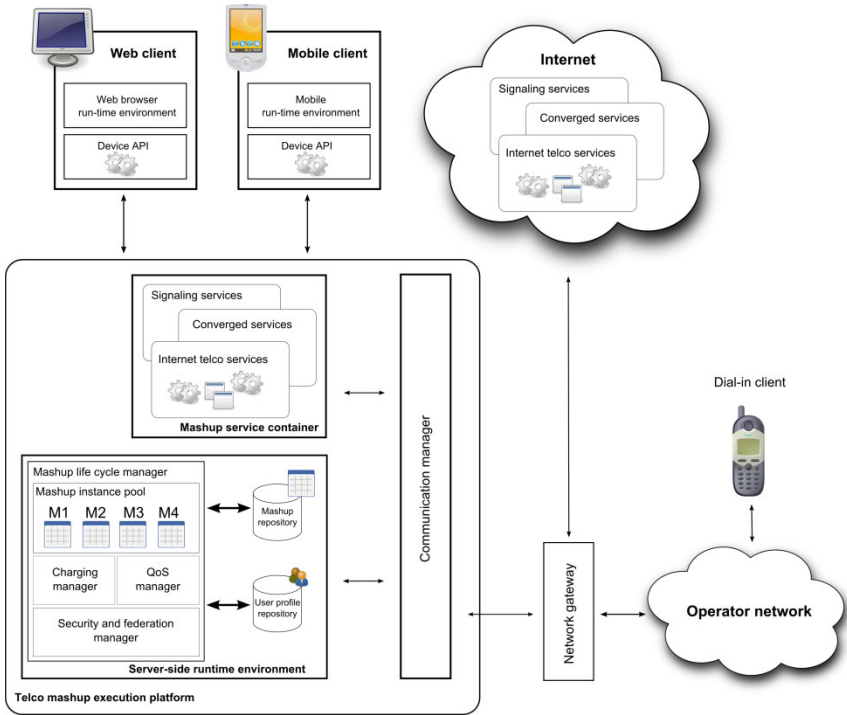 Web client
Web browser
run-time environment
Device API
Mobile client
Mobile
run-time environment
Device API
Internet
Signaling services
Converged services
Internet telco services
Signaling services
Converged services
Internet telco services
Mashup service container
Communication manager
Mashup life cycle manager
Mashup instance pool
M1 M2 M3 M4
Charging
manager
QoS
manager
Security and federation
manager
Mashup
repository
User profile
repository
Server-side runtime environment
Telco mashup execution platform
Network gateway
Dial-in client
Operator network